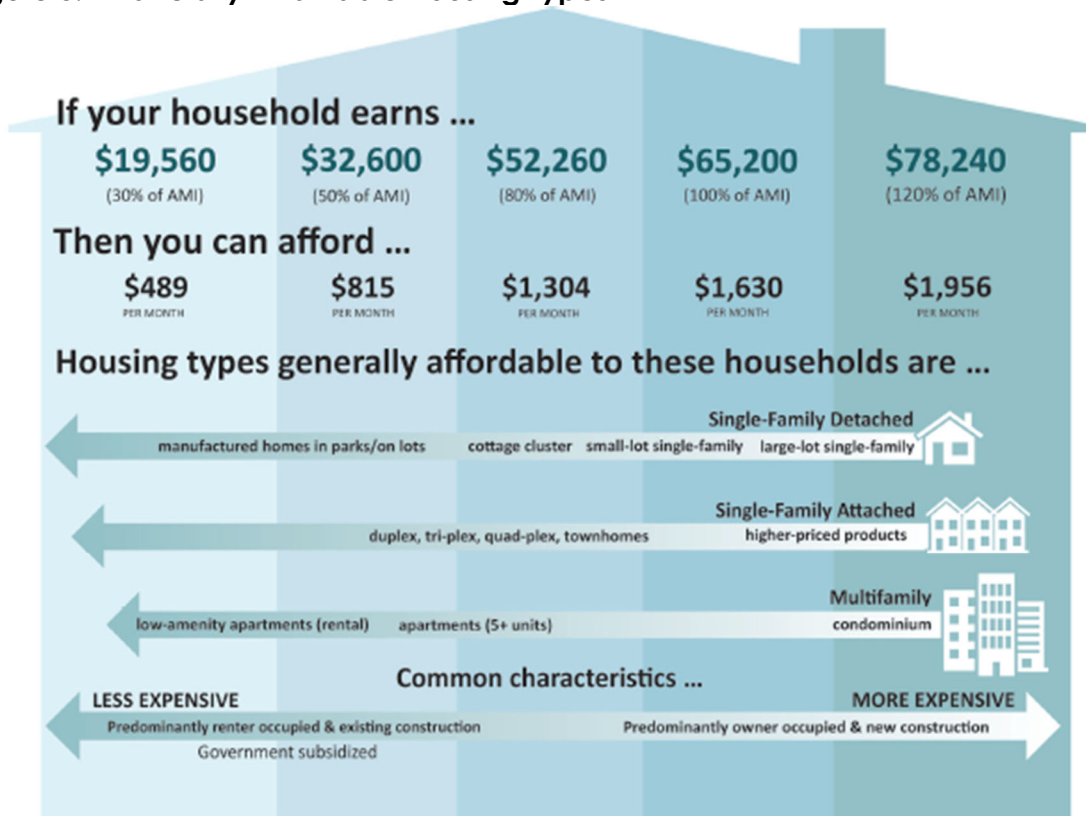 If your household earns ...
$19,560 $32,600 $52,260 $65,200 $78,240
(30% of AMI) (50% of AMI) (80% of AMI) (100% of AMI) (120% of AMI)
Then you can afford ...
$489 $815 $1,304 $1,630 $1,956
PER MONTH PER MONTH PER MONTH PER MONTH PER MONTH
Housing types generally affordable to these households are ...
Single-Family Detached
manufactured homes in parks/on lots cottage cluster small-lot single-family large-lot single-family
Single-Family Attached
duplex, tri-plex, quad-plex, townhomes higher-priced products
Multifamily
low-amenity apartments (rental) apartments (5+ units) condominium
Common characteristics ...
LESS EXPENSIVE MORE EXPENSIVE
Predominantly renter occupied & existing construction Predominantly owner occupied & new construction
Government subsidized